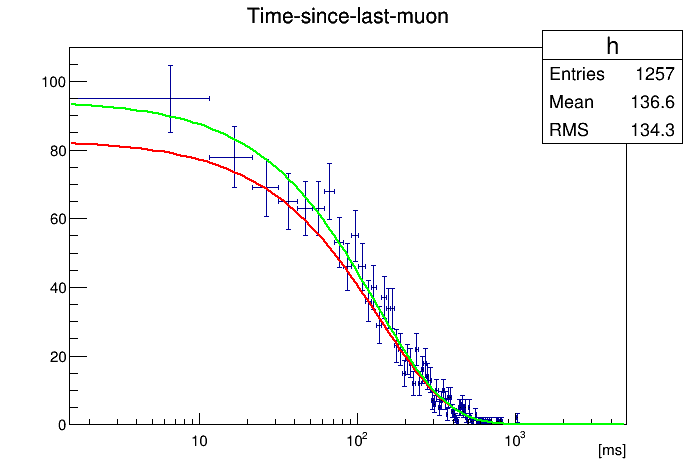 Time-since-last-muon
h
Entries 1257
Mean 136.6
RMS 134.3
100
80
60
40
20
0
10 10² 10³
[ms]